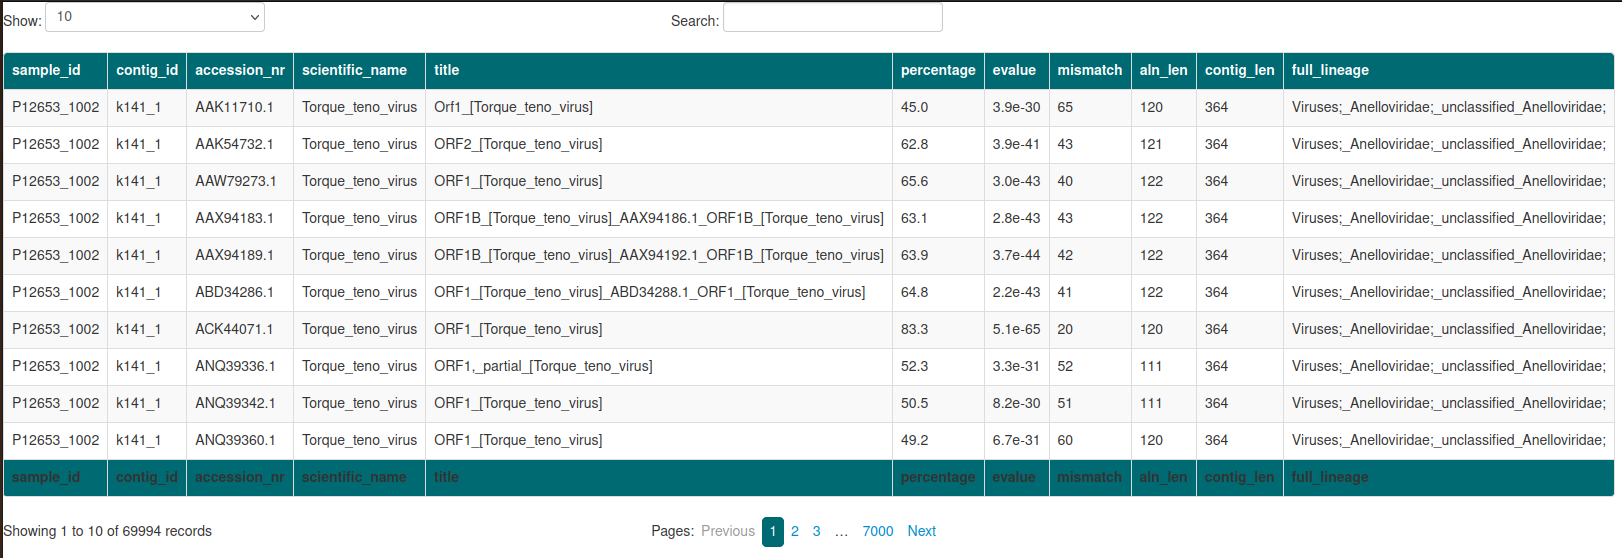 Show: 10 Search:
sample_id contig_id accession_nr scientific_name title percentage evalue mismatch aln_len contig_len full_lineage
P12653_1002 k141_1 AAK11710.1 Torque_teno_virus Orf1_[Torque_teno_virus] 45.0 3.9e-30 65 120 364 Viruses;_Anelloviridae;_unclassified_Anelloviridae;
P12653_1002 k141_1 AAK54732.1 Torque_teno_virus ORF2_[Torque_teno_virus] 62.8 3.9e-41 43 121 364 Viruses;_Anelloviridae;_unclassified_Anelloviridae;
P12653_1002 k141_1 AAW79273.1 Torque_teno_virus ORF1_[Torque_teno_virus] 65.6 3.0e-43 40 122 364 Viruses;_Anelloviridae;_unclassified_Anelloviridae;
P12653_1002 k141_1 AAX94183.1 Torque_teno_virus ORF1B_[Torque_teno_virus]_AAX94186.1_ORF1B_[Torque_teno_virus] 63.1 2.8e-43 43 122 364 Viruses;_Anelloviridae;_unclassified_Anelloviridae;
P12653_1002 k141_1 AAX94189.1 Torque_teno_virus ORF1B_[Torque_teno_virus]_AAX94192.1_ORF1B_[Torque_teno_virus] 63.9 3.7e-44 42 122 364 Viruses;_Anelloviridae;_unclassified_Anelloviridae;
P12653_1002 k141_1 ABD34286.1 Torque_teno_virus ORF1_[Torque_teno_virus]_ABD34288.1_ORF1_[Torque_teno_virus] 64.8 2.2e-43 41 122 364 Viruses;_Anelloviridae;_unclassified_Anelloviridae;
P12653_1002 k141_1 ACK44071.1 Torque_teno_virus ORF1_[Torque_teno_virus] 83.3 5.1e-65 20 120 364 Viruses;_Anelloviridae;_unclassified_Anelloviridae;
P12653_1002 k141_1 ANQ39336.1 Torque_teno_virus ORF1,_partial_[Torque_teno_virus] 52.3 3.3e-31 52 111 364 Viruses;_Anelloviridae;_unclassified_Anelloviridae;
P12653_1002 k141_1 ANQ39342.1 Torque_teno_virus ORF1_[Torque_teno_virus] 50.5 8.2e-30 51 111 364 Viruses;_Anelloviridae;_unclassified_Anelloviridae;
P12653_1002 k141_1 ANQ39360.1 Torque_teno_virus ORF1_[Torque_teno_virus] 49.2 6.7e-31 60 120 364 Viruses;_Anelloviridae;_unclassified_Anelloviridae;
sample_id contig_id accession_nr scientific_name title percentage evalue mismatch aln_len contig_len full_lineage
Showing 1 to 10 of 69994 records Pages: Previous 1 2 3 ... 7000 Next